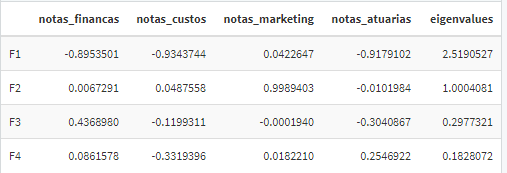 notas_financas notas_custos notas_marketing notas_atuarias eigenvalues
F1 -0.8953501 -0.9343744 0.0422647 -0.9179102 2.5190527
F2 0.0067291 0.0487558 0.9989403 -0.0101984 1.0004081
F3 0.4368980 -0.1199311 -0.0001940 -0.3040867 0.2977321
F4 0.0861578 -0.3319396 0.0182210 0.2546922 0.1828072